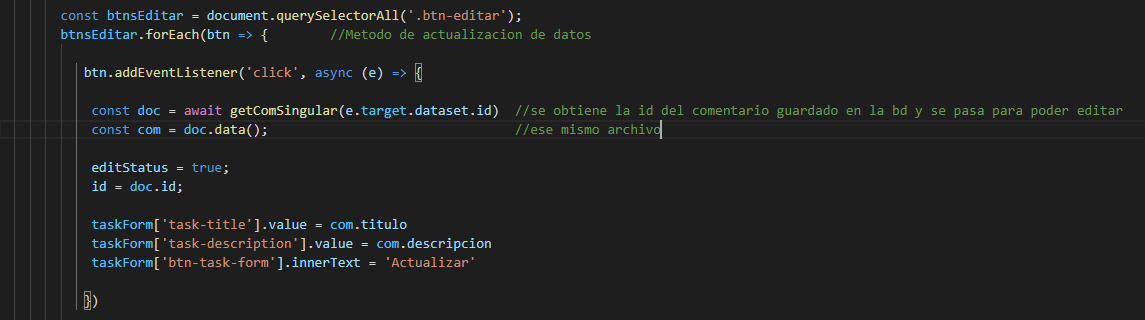 const btnsEditar = document.querySelectorAll('.btn-editar');
btnsEditar.forEach(btn => {        //Metodo de actualizacion de datos
btn.addEventListener('click', async (e) => {
const doc = await getComSingular(e.target.dataset.id)  //se obtiene la id del comentario guardado en la bd y se pasa para poder editar
const com = doc.data();                                //ese mismo archivo
editStatus = true;
id = doc.id;
taskForm['task-title'].value = com.titulo
taskForm['task-description'].value = com.descripcion
taskForm['btn-task-form'].innerText = 'Actualizar'
})